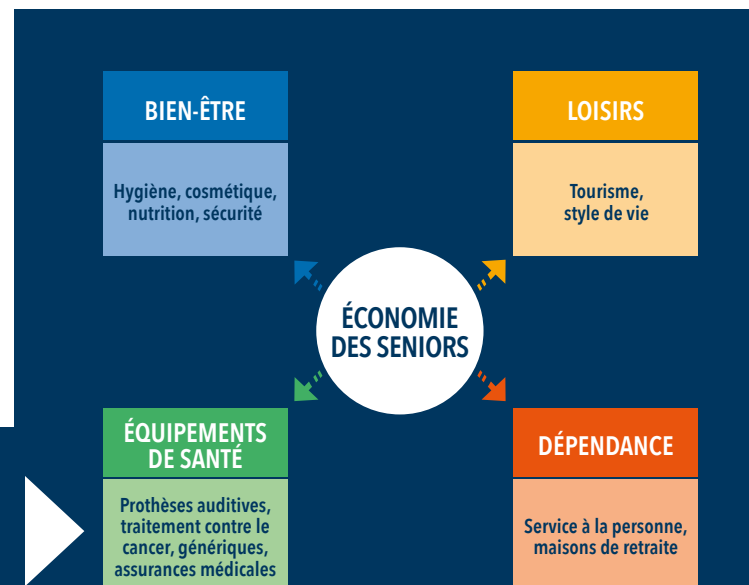 BIEN-ÊTRE
Hygiène, cosmétique,
nutrition, sécurité
LOISIRS
Tourisme,
style de vie
ÉCONOMIE
DES SENIORS
ÉQUIPEMENTS
DE SANTÉ
Prothèses auditives,
traitement contre le
cancer, génériques,
assurances médicales
DÉPENDANCE
Service à la personne,
maisons de retraite